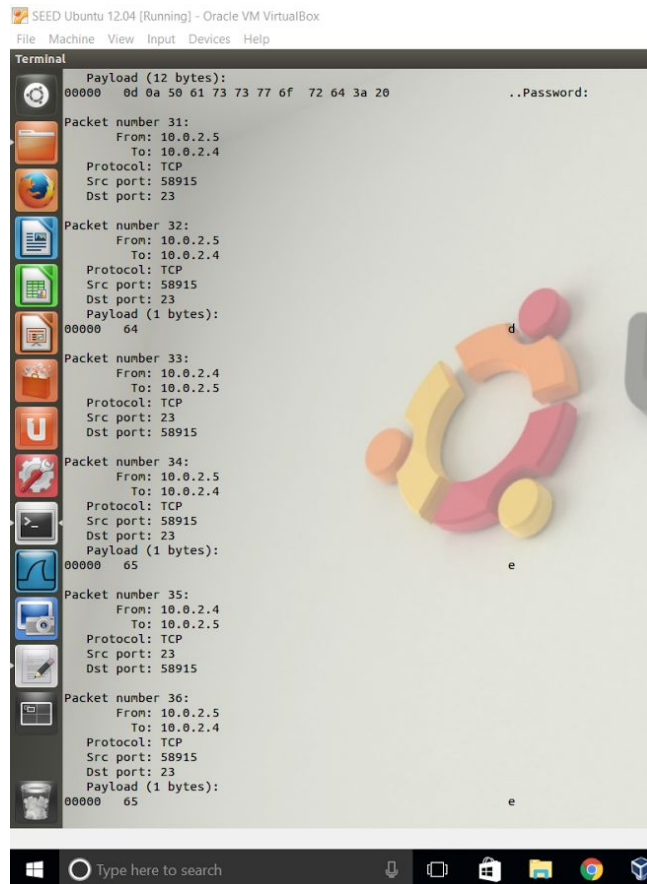 SEED Ubuntu 12.04 [Running] - Oracle VM VirtualBox
File Machine View Input Devices Help
Terminal
Payload (12 bytes):
00000 0d 0a 50 61 73 73 77 6f 72 64 3a 20 ..Password:
Packet number 31:
From: 10.0.2.5
To: 10.0.2.4
Protocol: TCP
Src port: 58915
Dst port: 23
Packet number 32:
From: 10.0.2.5
To: 10.0.2.4
Protocol: TCP
Src port: 58915
Dst port: 23
Payload (1 bytes):
00000 64 d
Packet number 33:
From: 10.0.2.4
To: 10.0.2.5
Protocol: TCP
Src port: 23
Dst port: 58915
Packet number 34:
From: 10.0.2.5
To: 10.0.2.4
Protocol: TCP
Src port: 58915
Dst port: 23
Payload (1 bytes):
00000 65 e
Packet number 35:
From: 10.0.2.4
To: 10.0.2.5
Protocol: TCP
Src port: 23
Dst port: 58915
Packet number 36:
From: 10.0.2.5
To: 10.0.2.4
Protocol: TCP
Src port: 58915
Dst port: 23
Payload (1 bytes):
00000 65 e
Type here to search